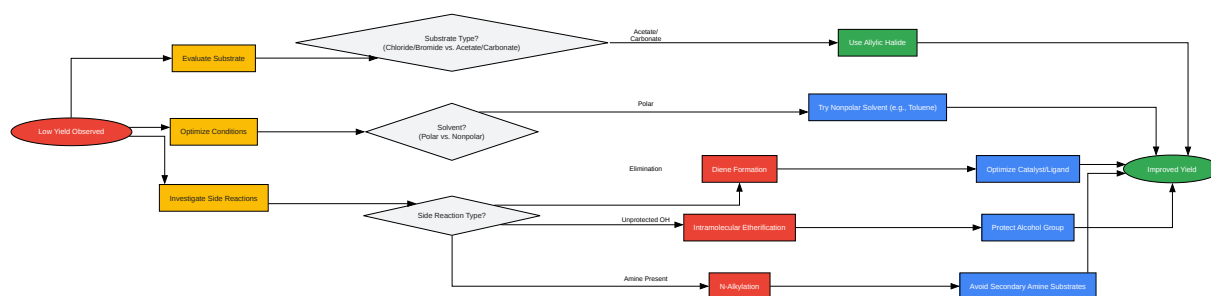 Substrate Type?
(Chloride/Bromide vs. Acetate/Carbonate)
Acetate/
Carbonate
Use Allylic Halide
Evaluate Substrate
Low Yield Observed
Optimize Conditions
Solvent?
(Polar vs. Nonpolar)
Polar
Try Nonpolar Solvent (e.g., Toluene)
Investigate Side Reactions
Side Reaction Type?
Elimination
Diene Formation
Optimize Catalyst/Ligand
Improved Yield
Unprotected OH
Intramolecular Etherification
Protect Alcohol Group
Amine Present
N-Alkylation
Avoid Secondary Amine Substrates